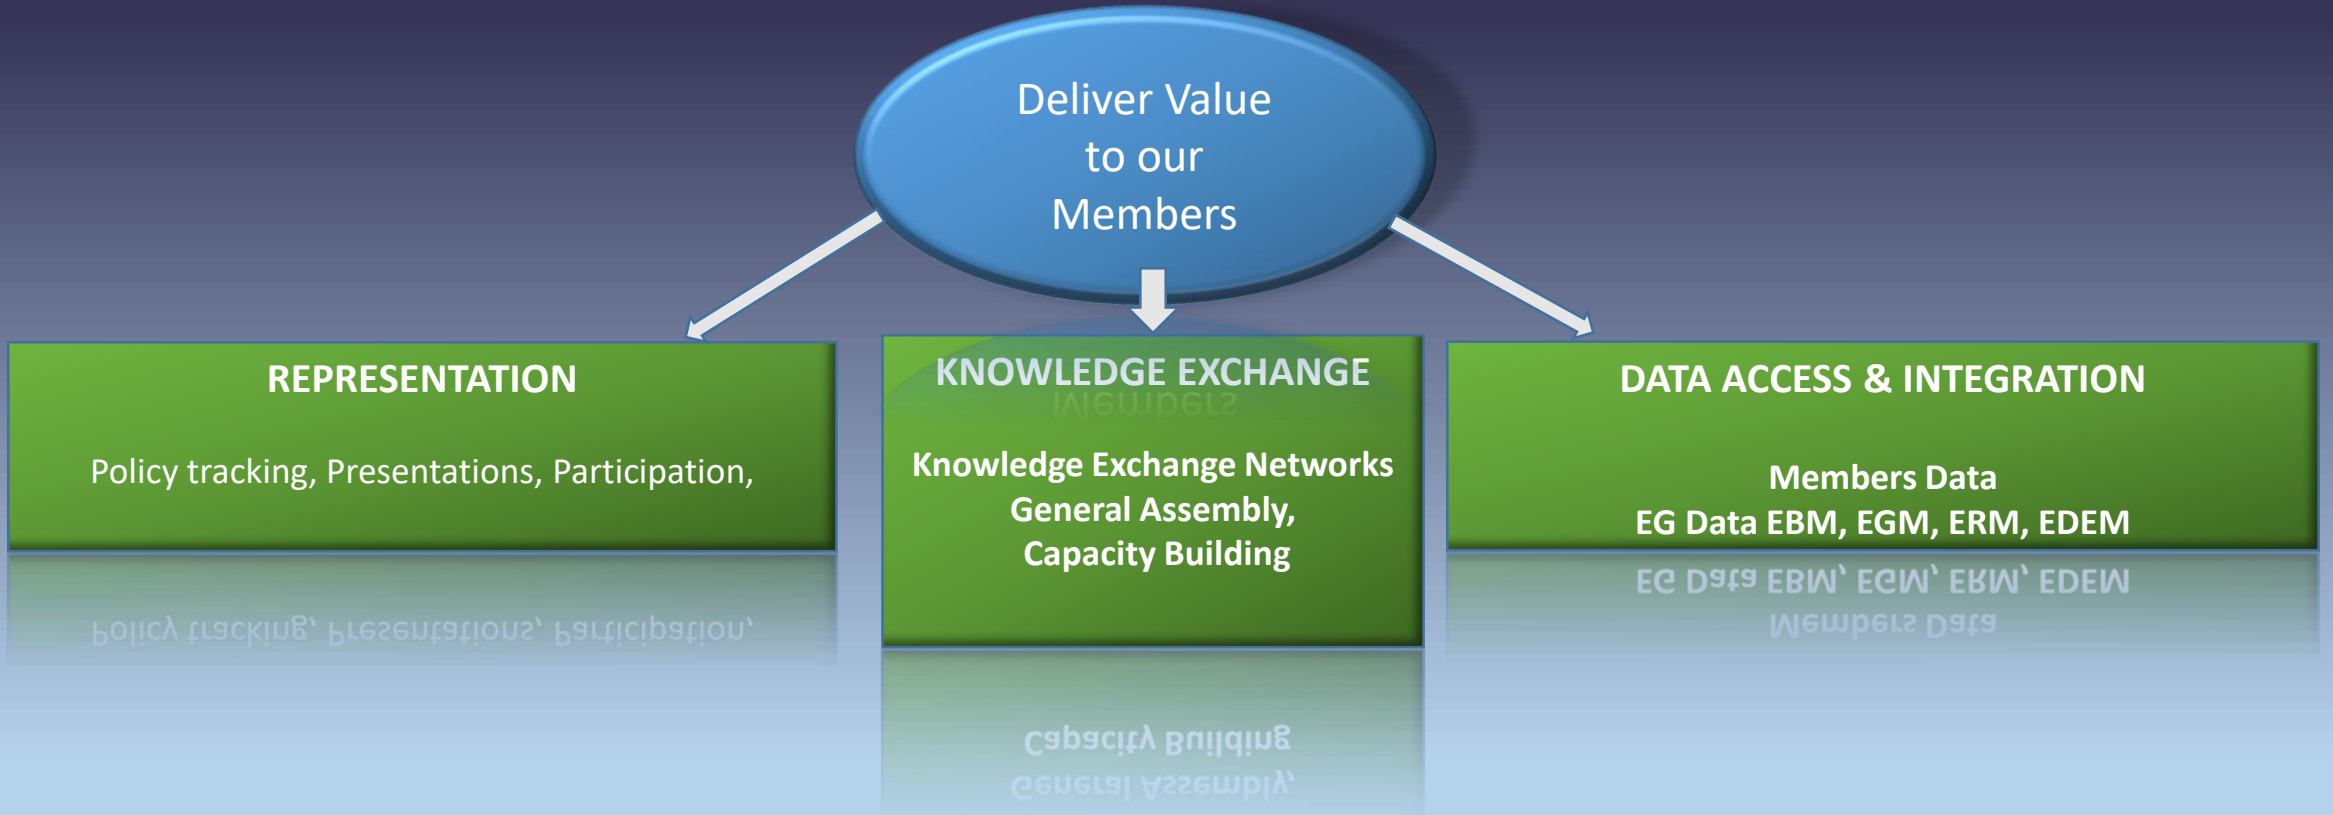 Deliver Value
to our
Members
REPRESENTATION
Policy tracking, Presentations, Participation,
KNOWLEDGE EXCHANGE
Knowledge Exchange Networks
General Assembly,
Capacity Building
DATA ACCESS & INTEGRATION
Members Data
EG Data EBM, EGM, ERM, EDEM